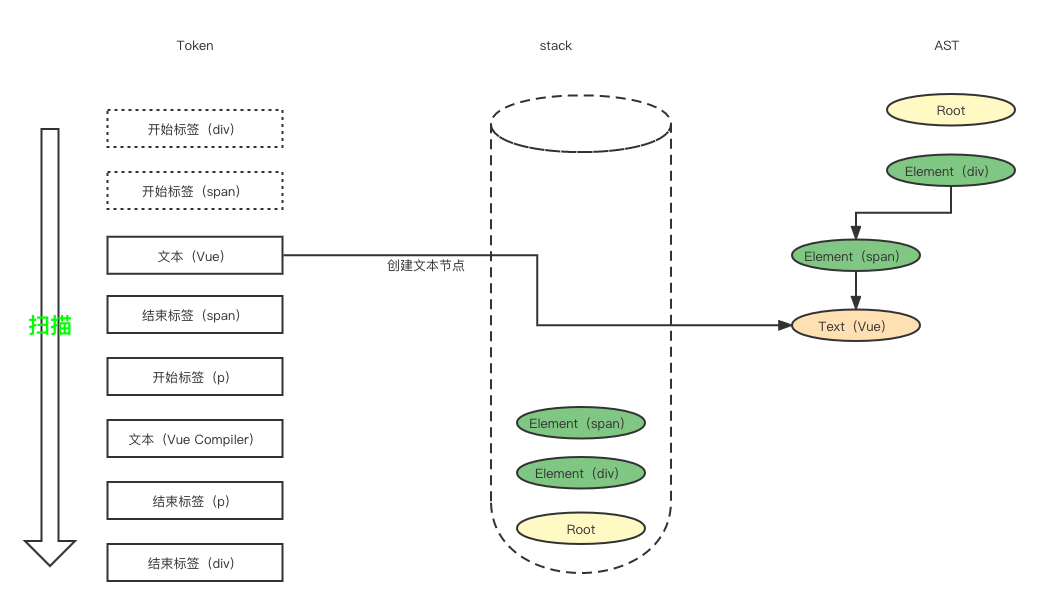 Token
stack
AST
开始标签（div）
开始标签（span）
文本（Vue）
结束标签（span）
开始标签（p）
文本（Vue Compiler）
结束标签（p）
结束标签（div）
扫描
创建文本节点
Element（span）
Element（div）
Root
Root
Element（div）
Element（span）
Text（Vue）